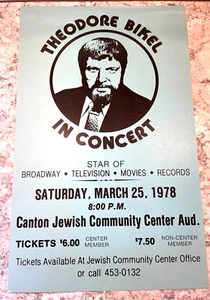 THEODORE BIKEL
IN CONCERT
STAR OF
BROADWAY • TELEVISION • MOVIES • RECORDS
SATURDAY, MARCH 25, 1978
8:00 P.M.
Canton Jewish Community Center Aud.
TICKETS $6.00 CENTER MEMBER $7.50 NON-CENTER MEMBER
Tickets Available At Jewish Community Center Office
or call 453-0132